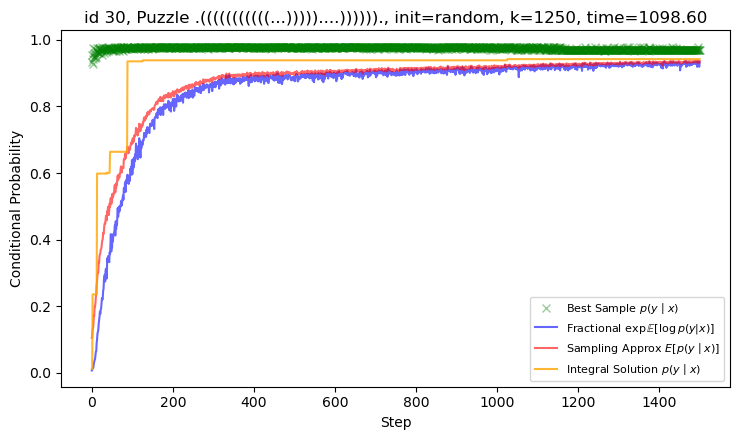 id 30, Puzzle .(((((((((((...)))))....))))))., init=random, k=1250, time=1098.60
Conditional Probability
1.0
0.8
0.6
0.4
0.2
0.0
Best Sample p(y | x)
Fractional exp 𝔼[log p(y|x)]
Sampling Approx E[p(y | x)]
Integral Solution p(y | x)
0 200 400 600 800 1000 1200 1400
Step